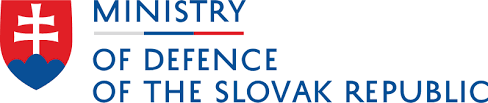 MINISTRY
OF DEFENCE
OF THE SLOVAK REPUBLIC